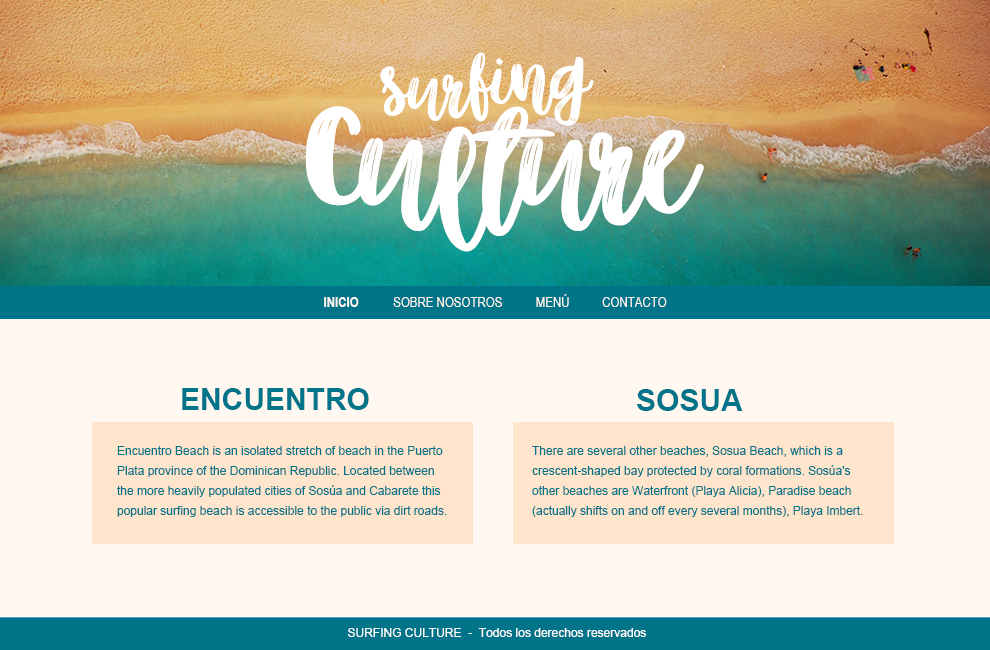 surfing
Culture
INICIO SOBRE NOSOTROS MENÚ CONTACTO
ENCUENTRO
Encuentro Beach is an isolated stretch of beach in the Puerto
Plata province of the Dominican Republic. Located between
the more heavily populated cities of Sosúa and Cabarete this
popular surfing beach is accessible to the public via dirt roads.
SOSUA
There are several other beaches, Sosua Beach, which is a
crescent-shaped bay protected by coral formations. Sosúa's
other beaches are Waterfront (Playa Alicia), Paradise beach
(actually shifts on and off every several months), Playa Imbert.
SURFING CULTURE - Todos los derechos reservados